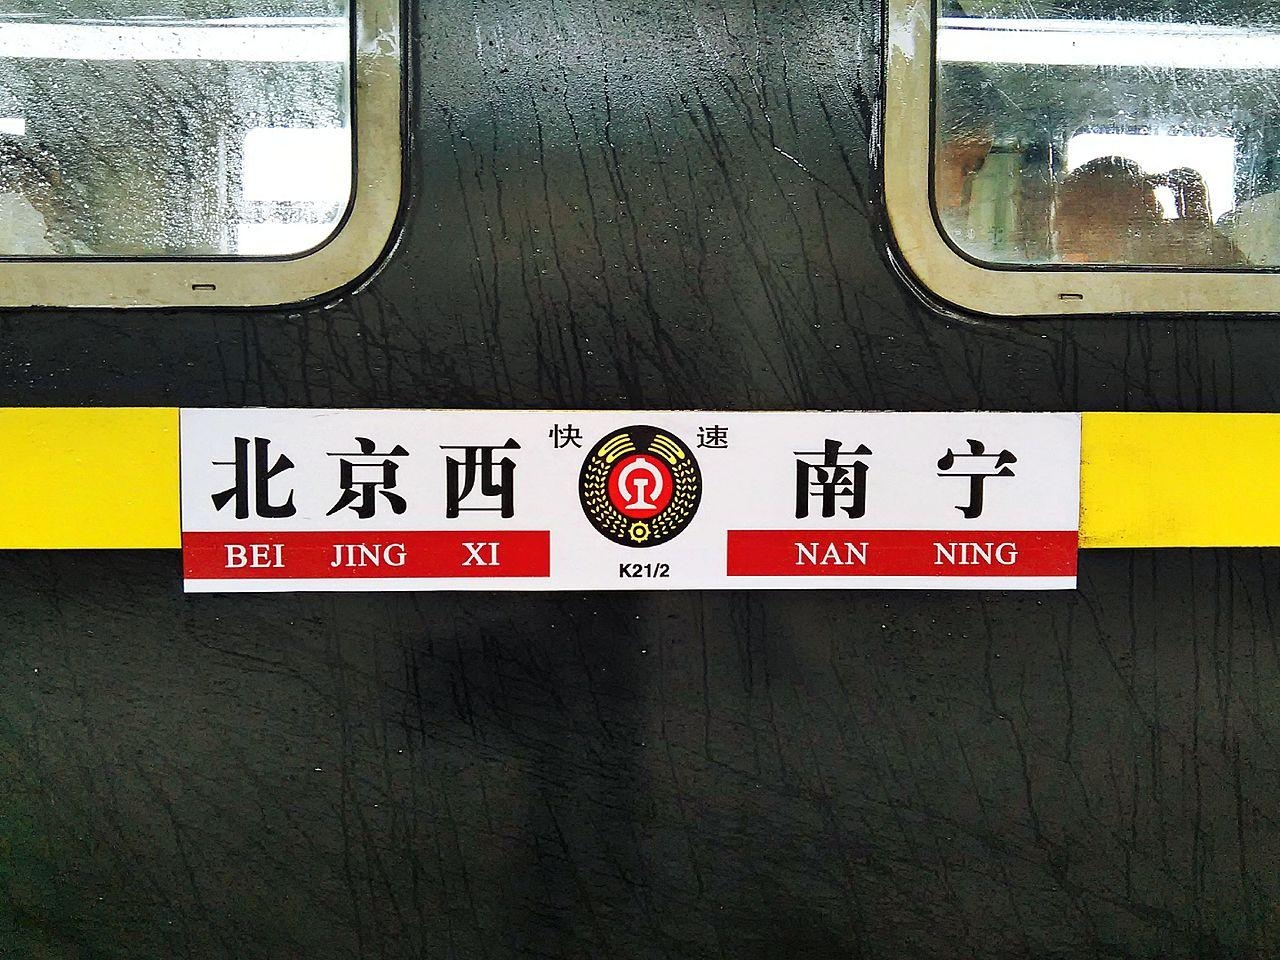 快 速
北京西 南宁
BEI JING XI NAN NING
K21/2